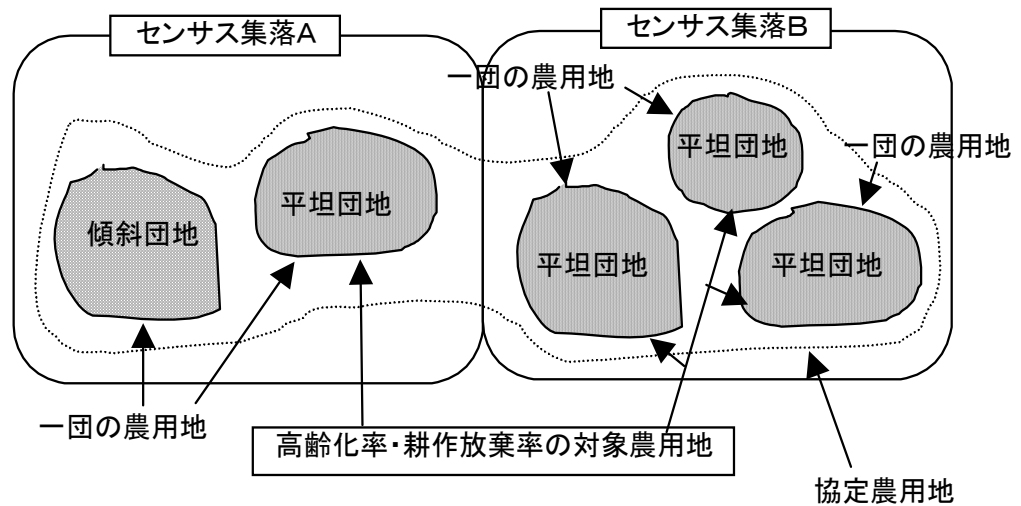 センサス集落A
センサス集落B
一団の農用地
平坦団地
一団の農用地
傾斜団地
平坦団地
平坦団地
平坦団地
一団の農用地
高齢化率・耕作放棄率の対象農用地
協定農用地